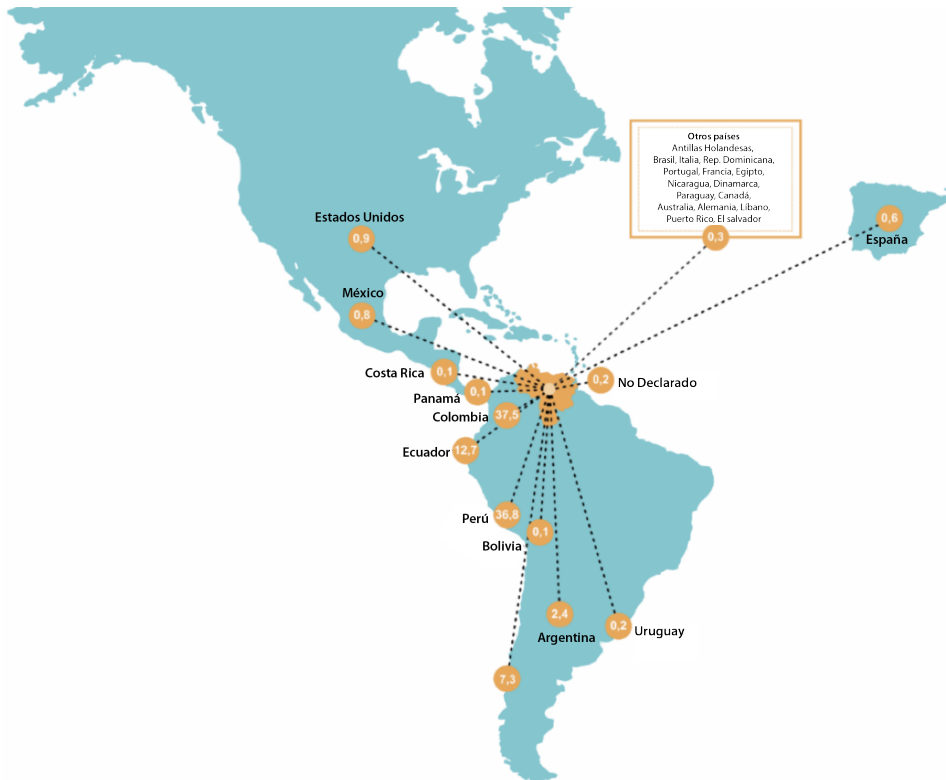 Otros países
Antillas Holandesas,
Brasil, Italia, Rep. Dominicana,
Portugal, Francia, Egipto,
Nicaragua, Dinamarca,
Paraguay, Canadá,
Australia, Alemania, Líbano,
Puerto Rico, El salvador
0,3
Estados Unidos
0,9
0,6
España
México
0,8
Costa Rica
0,1
Panamá
0,1
0,2
No Declarado
Colombia
37,5
Ecuador
12,7
Perú
36,8
Bolivia
0,1
2,4
Argentina
0,2
Uruguay
7,3